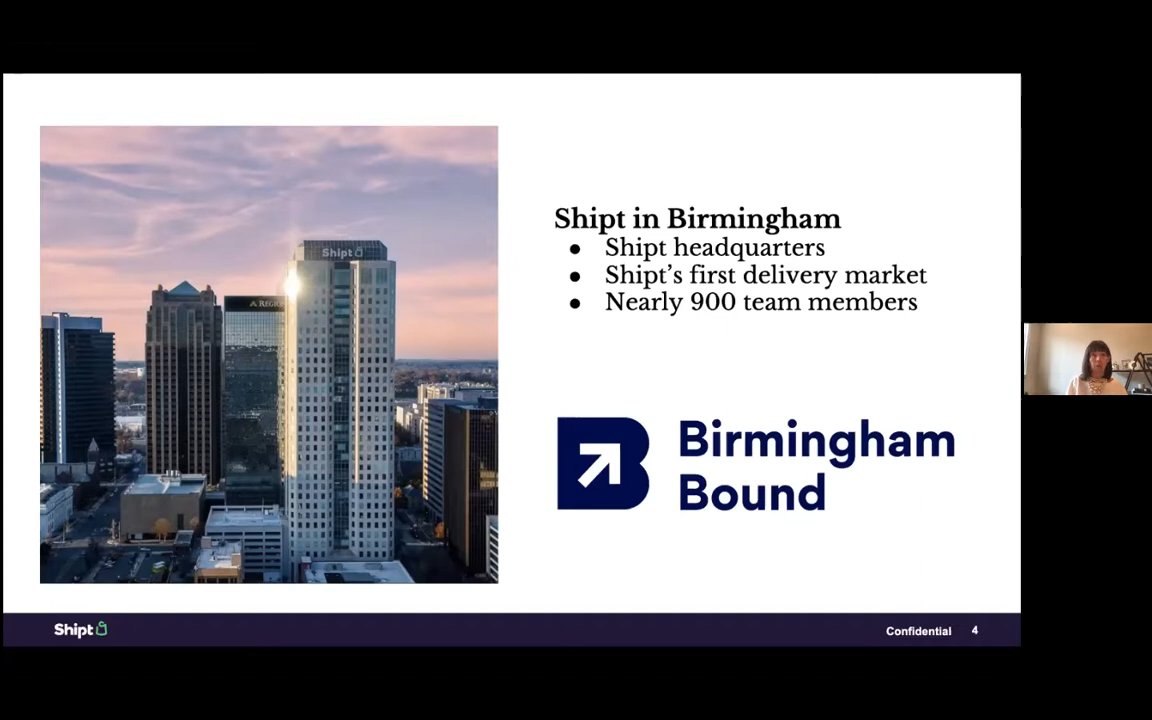 Shipt
REGIO
Shipt in Birmingham
● Shipt headquarters
● Shipt’s first delivery market
● Nearly 900 team members
Birmingham
Bound
Shipt
Confidential 4